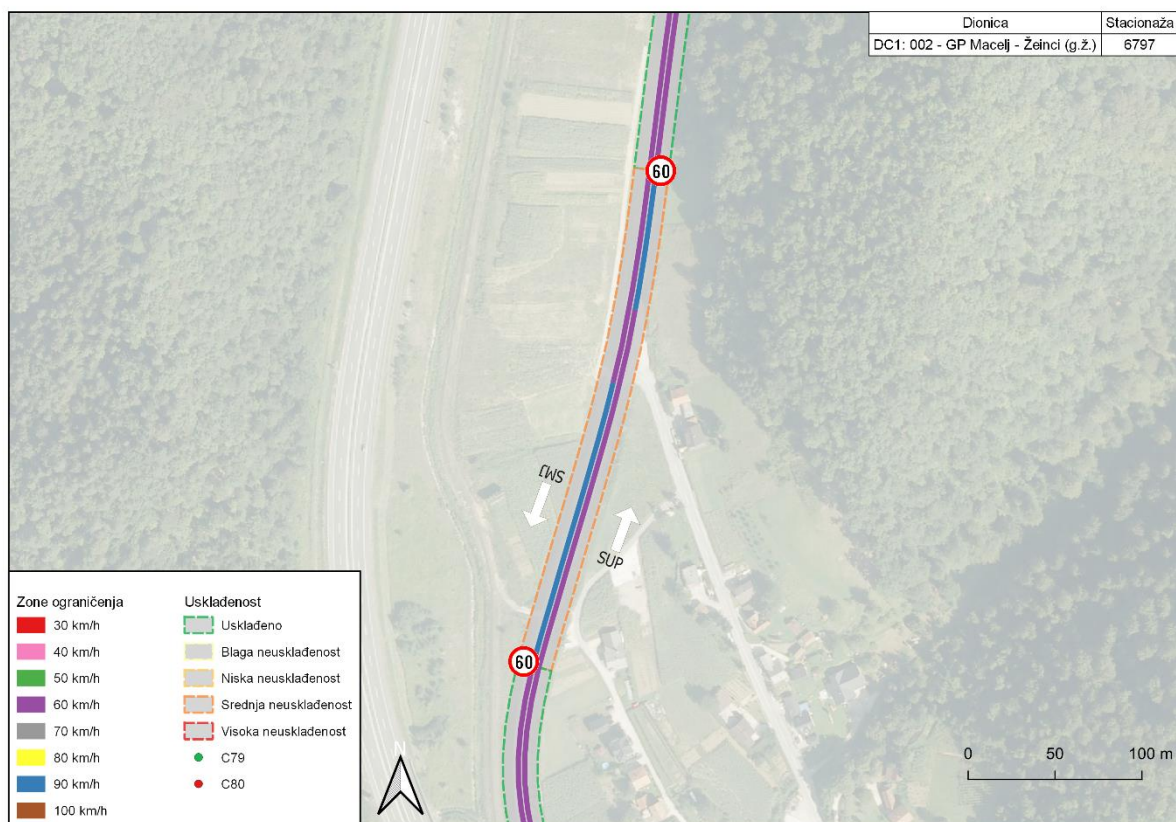 Dionica Stacionaža
DC1: 002 - GP Macelj - Žeinci (g.ž.) 6797
60
SMJ
SUP
60
Zone ograničenja
30 km/h
40 km/h
50 km/h
60 km/h
70 km/h
80 km/h
90 km/h
100 km/h
Usklađenost
Usklađeno
Blaga neusklađenost
Niska neusklađenost
Srednja neusklađenost
Visoka neusklađenost
C79
C80
N
0 50 100 m